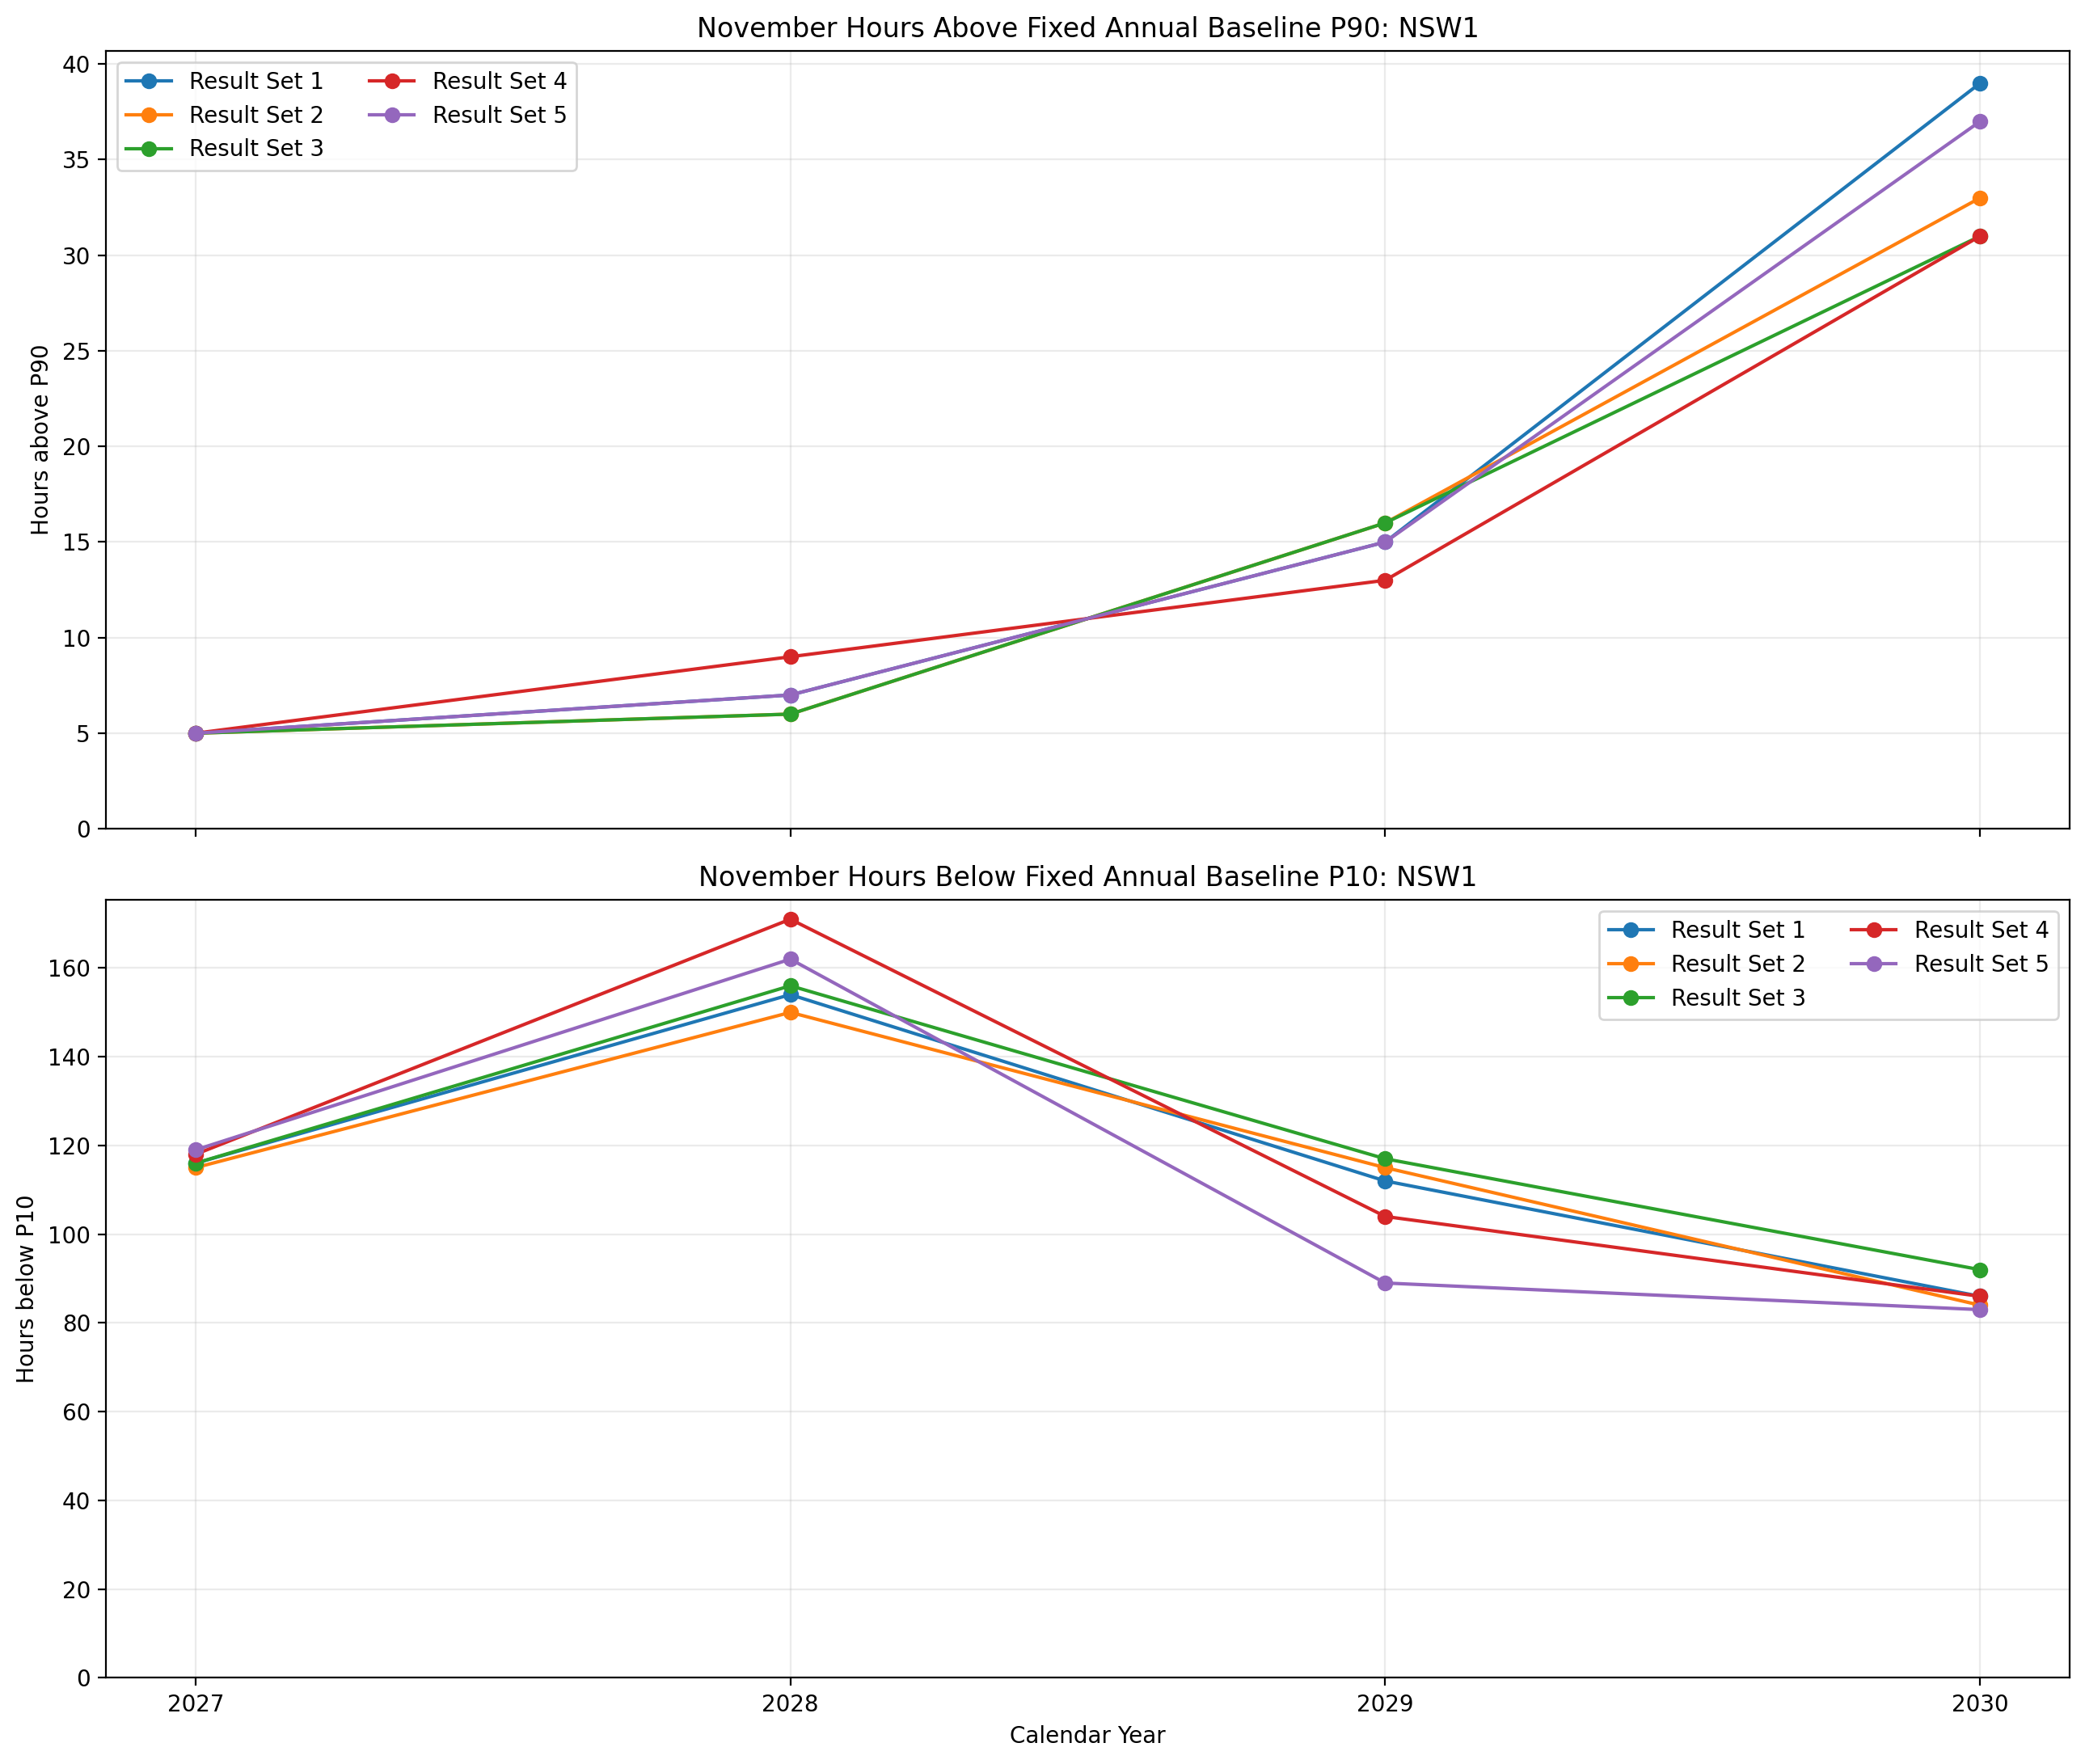 November Hours Above Fixed Annual Baseline P90: NSW1
Hours above P90
40
35
30
25
20
15
10
5
0
Result Set 1
Result Set 2
Result Set 3
Result Set 4
Result Set 5
November Hours Below Fixed Annual Baseline P10: NSW1
Hours below P10
160
140
120
100
80
60
40
20
0
Result Set 1
Result Set 2
Result Set 3
Result Set 4
Result Set 5
2027
2028
2029
2030
Calendar Year